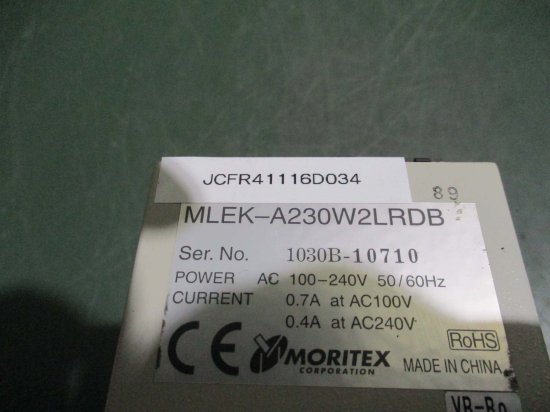 JCFR41116D034
89
MLEK-A230W2LRDB
Ser. No. 1030B-10710
POWER AC 100-240V 50/60Hz
CURRENT 0.7A at AC100V
0.4A at AC240V
RoHS
CE MORITEX
CORPORATION
MADE IN CHINA